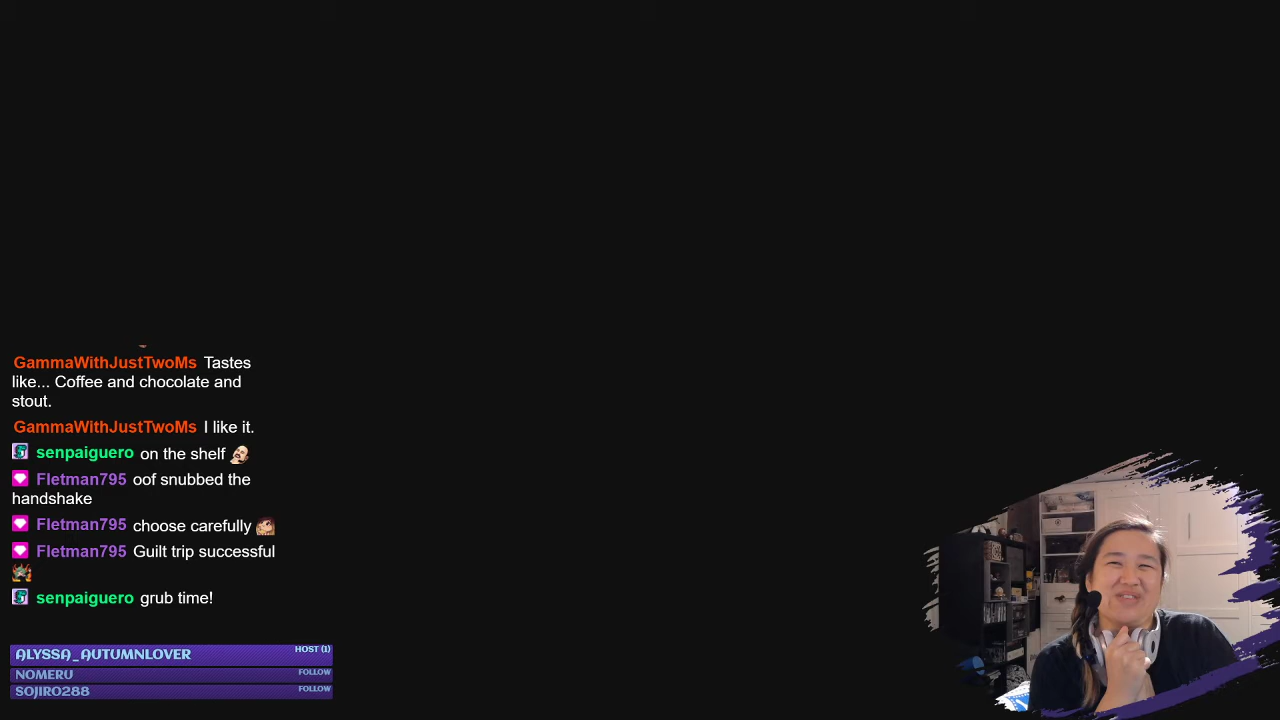 GammaWithJustTwoMs Tastes
like... Coffee and chocolate and
stout.
GammaWithJustTwoMs I like it.
senpaiguero on the shelf
Fletman795 oof snubbed the
handshake
Fletman795 choose carefully
Fletman795 Guilt trip successful
senpaiguero grub time!
ALYSSA_AUTUMNLOVER HOST (1)
NOMERU FOLLOW
SOJIRO288 FOLLOW